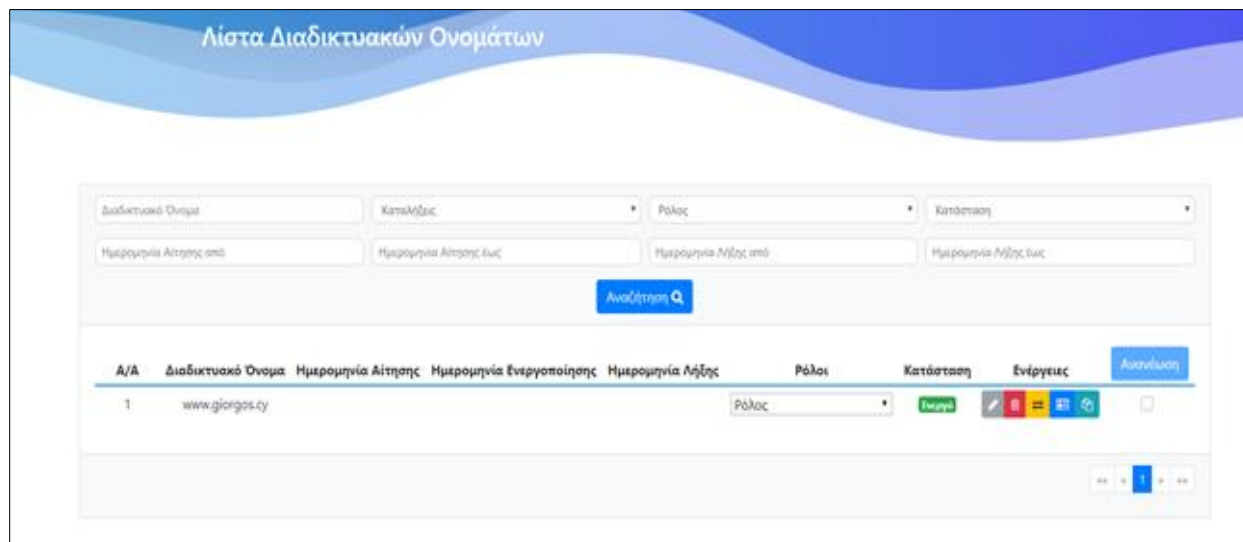 Λίστα Διαδικτυακών Ονομάτων
Διαδικτυακό Όνομα Καταλήξεις Ρόλος Κατάσταση
Ημερομηνία Αίτησης από Ημερομηνία Αίτησης έως Ημερομηνία Λήξης από Ημερομηνία Λήξης έως
Αναζήτηση
Α/Α Διαδικτυακό Όνομα Ημερομηνία Αίτησης Ημερομηνία Ενεργοποίησης Ημερομηνία Λήξης Ρόλοι Κατάσταση Ενέργειες Ανανέωση
1 www.giorgos.cy Ρόλος Ενεργό
«« « 1 » »»